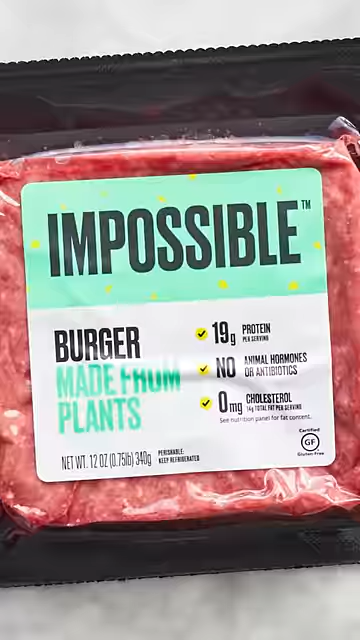 IMPOSSIBLE™
BURGER
MADE FROM
PLANTS
19g PROTEIN
PER SERVING
NO ANIMAL HORMONES
OR ANTIBIOTICS
0mg CHOLESTEROL
14g TOTAL FAT PER SERVING
See nutrition panel for fat content.
NET WT. 12 OZ (0.75lb) 340g
PERISHABLE:
KEEP REFRIGERATED
Certified
GF
Gluten-Free